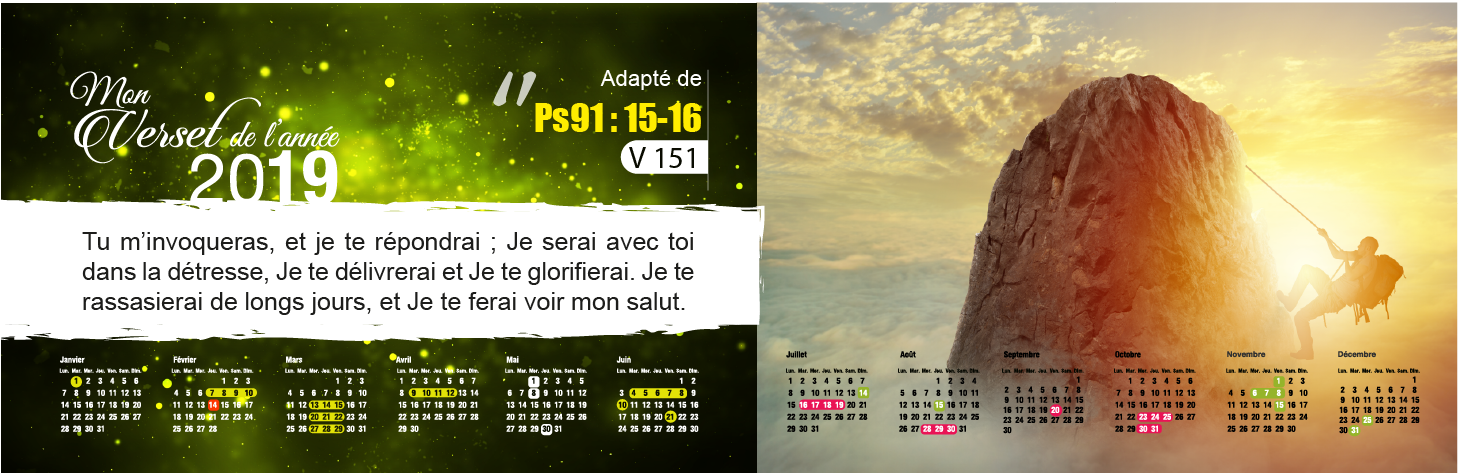 Mon
Verset de l'année
2019
"
Adapté de
Ps91 : 15-16
V 151
Tu m'invoqueras, et je te répondrai ; Je serai avec toi
dans la détresse, Je te délivrerai et Je te glorifierai. Je te
rassasierai de longs jours, et Je te ferai voir mon salut.
Janvier
Lun. Mar. Mer. Jeu. Ven. Sam. Dim.
1 2 3 4 5 6
7 8 9 10 11 12 13
14 15 16 17 18 19 20
21 22 23 24 25 26 27
28 29 30 31
Février
Lun. Mar. Mer. Jeu. Ven. Sam. Dim.
1 2 3
4 5 6 7 8 9 10
11 12 13 14 15 16 17
18 19 20 21 22 23 24
25 26 27 28
Mars
Lun. Mar. Mer. Jeu. Ven. Sam. Dim.
1 2 3
4 5 6 7 8 9 10
11 12 13 14 15 16 17
18 19 20 21 22 23 24
25 26 27 28 29 30 31
Avril
Lun. Mar. Mer. Jeu. Ven. Sam. Dim.
1 2 3 4 5 6 7
8 9 10 11 12 13 14
15 16 17 18 19 20 21
22 23 24 25 26 27 28
29 30
Mai
Lun. Mar. Mer. Jeu. Ven. Sam. Dim.
1 2 3 4 5
6 7 8 9 10 11 12
13 14 15 16 17 18 19
20 21 22 23 24 25 26
27 28 29 30 31
Juin
Lun. Mar. Mer. Jeu. Ven. Sam. Dim.
1 2
3 4 5 6 7 8 9
10 11 12 13 14 15 16
17 18 19 20 21 22 23
24 25 26 27 28 29 30
Juillet
Lun. Mar. Mer. Jeu. Ven. Sam. Dim.
1 2 3 4 5 6 7
8 9 10 11 12 13 14
15 16 17 18 19 20 21
22 23 24 25 26 27 28
29 30 31
Août
Lun. Mar. Mer. Jeu. Ven. Sam. Dim.
1 2 3 4
5 6 7 8 9 10 11
12 13 14 15 16 17 18
19 20 21 22 23 24 25
26 27 28 29 30 31
Septembre
Lun. Mar. Mer. Jeu. Ven. Sam. Dim.
1
2 3 4 5 6 7 8
9 10 11 12 13 14 15
16 17 18 19 20 21 22
23 24 25 26 27 28 29
30
Octobre
Lun. Mar. Mer. Jeu. Ven. Sam. Dim.
1 2 3 4 5 6
7 8 9 10 11 12 13
14 15 16 17 18 19 20
21 22 23 24 25 26 27
28 29 30 31
Novembre
Lun. Mar. Mer. Jeu. Ven. Sam. Dim.
1 2 3
4 5 6 7 8 9 10
11 12 13 14 15 16 17
18 19 20 21 22 23 24
25 26 27 28 29 30
Décembre
Lun. Mar. Mer. Jeu. Ven. Sam. Dim.
1
2 3 4 5 6 7 8
9 10 11 12 13 14 15
16 17 18 19 20 21 22
23 24 25 26 27 28 29
30 31